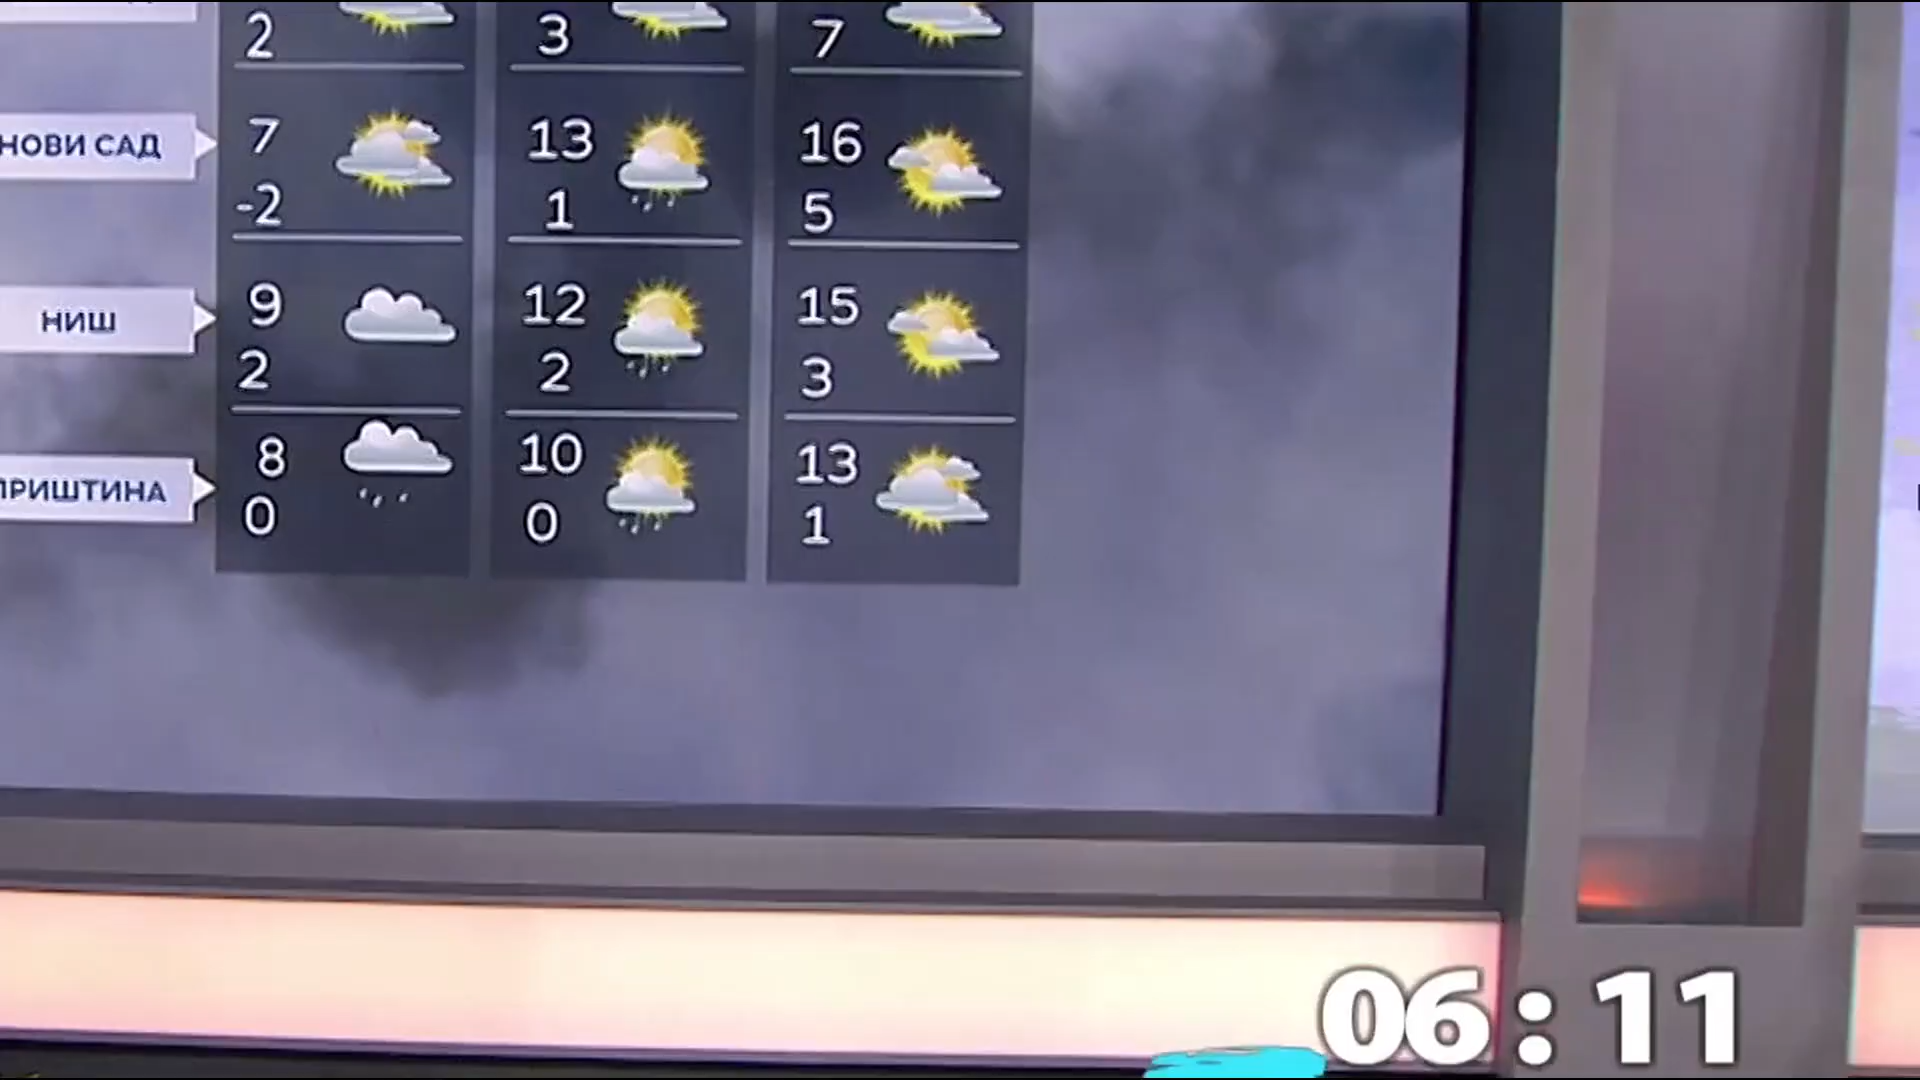 2 3 7
НОВИ САД 7 13 16
-2 1 5
НИШ 9 12 15
2 2 3
ПРИШТИНА 8 10 13
0 0 1
06:11